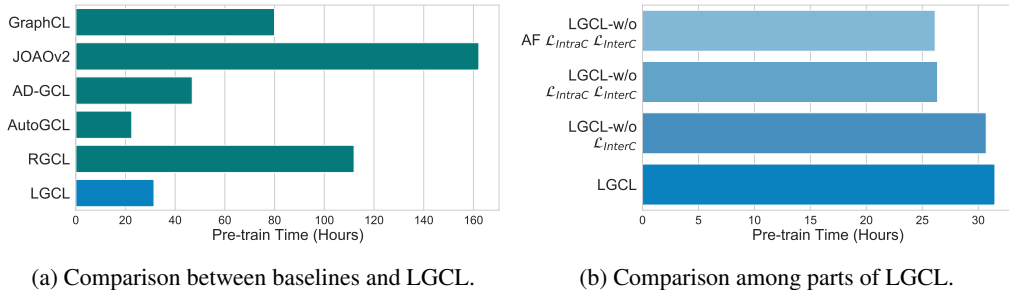 GraphCL
JOAOv2
AD-GCL
AutoGCL
RGCL
LGCL
0 20 40 60 80 100 120 140 160
Pre-train Time (Hours)
(a) Comparison between baselines and LGCL.
LGCL-w/o
AF ℒIntraC ℒInterC
LGCL-w/o
ℒIntraC ℒInterC
LGCL-w/o
ℒInterC
LGCL
0 5 10 15 20 25 30
Pre-train Time (Hours)
(b) Comparison among parts of LGCL.